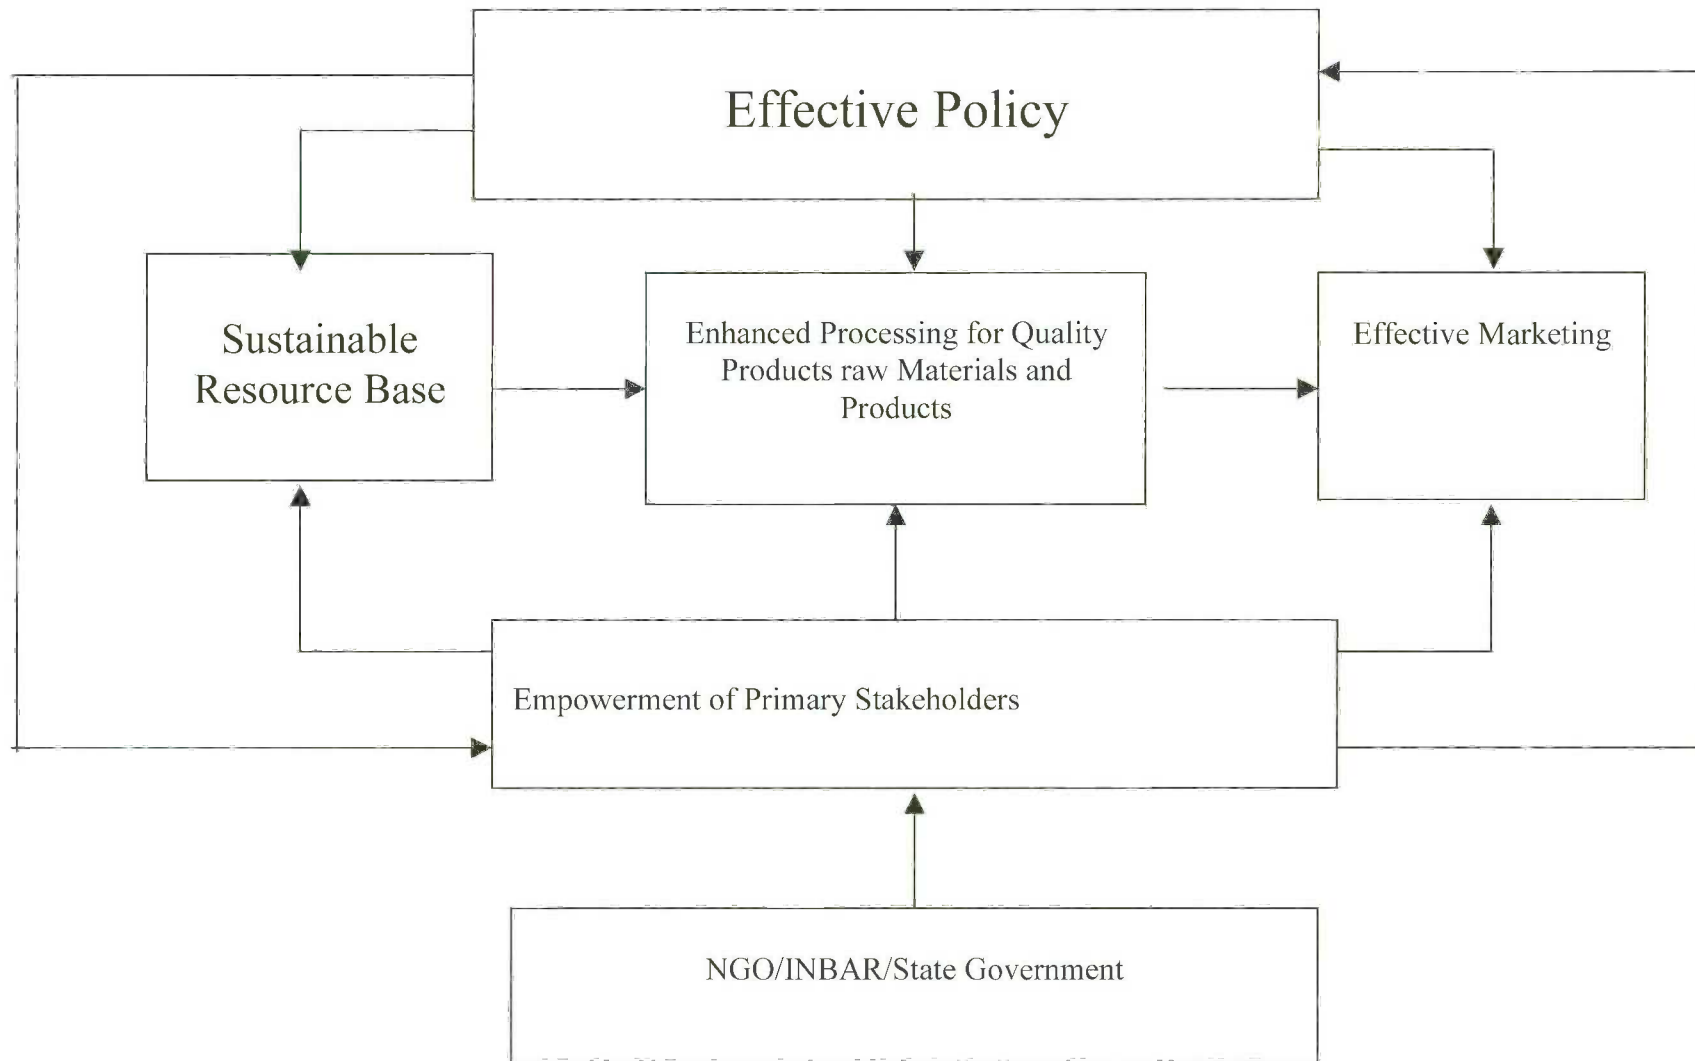 Effective Policy
Sustainable
Resource Base
Enhanced Processing for Quality
Products raw Materials and
Products
Effective Marketing
Empowerment of Primary Stakeholders
NGO/INBAR/State Government